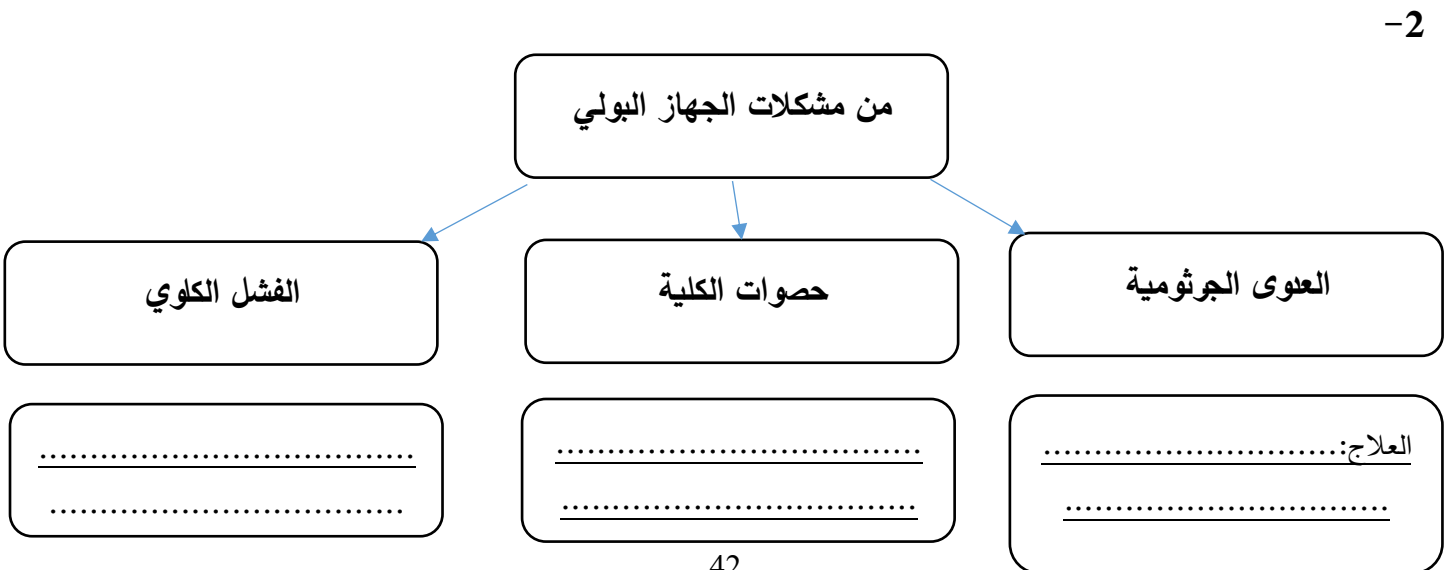 2-
من مشكلات الجهاز البولي
العدوى الجرثومية
حصوات الكلية
الفشل الكلوي
العلاج:.............................
................................
....................................
...................................
.....................................
...................................
42